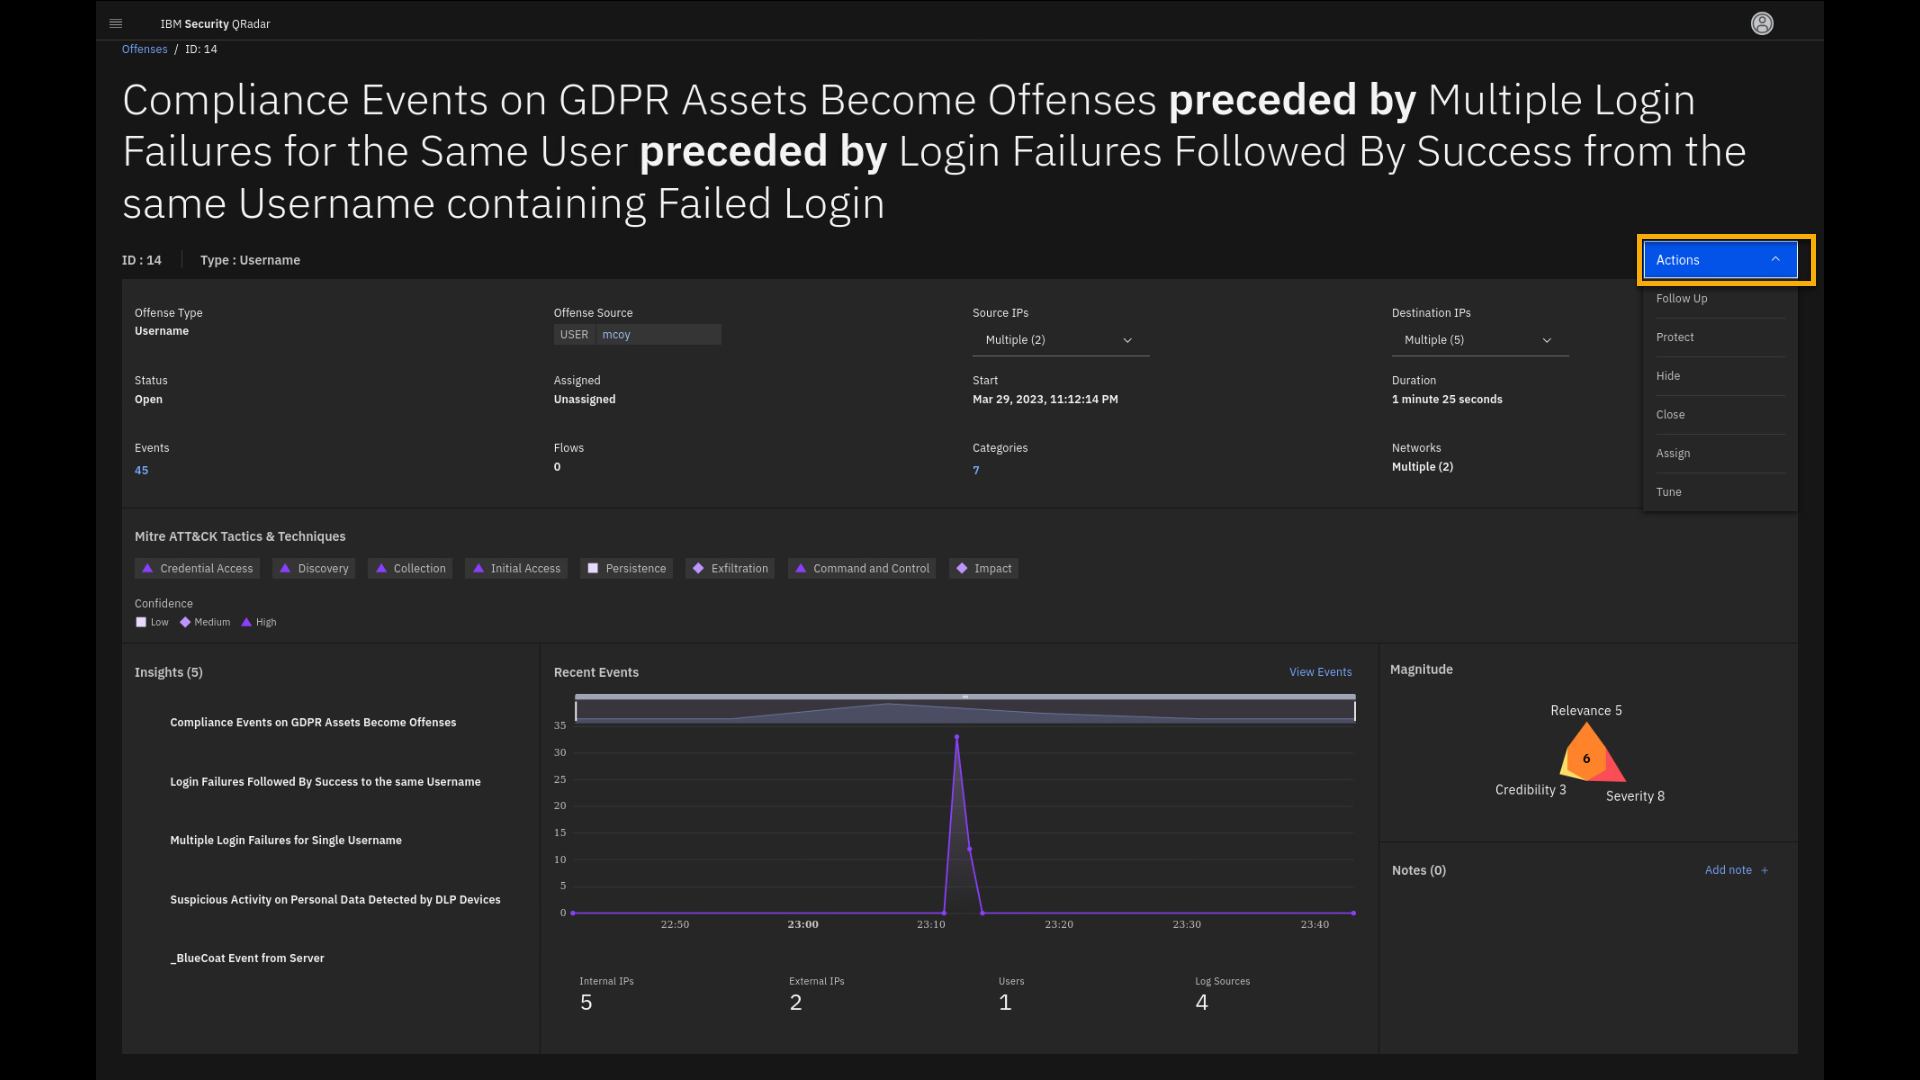 IBM Security QRadar
Offenses / ID: 14
Compliance Events on GDPR Assets Become Offenses preceded by Multiple Login
Failures for the Same User preceded by Login Failures Followed By Success from the
same Username containing Failed Login
ID : 14 Type : Username
Actions
Follow Up
Protect
Hide
Close
Assign
Tune
Offense Type
Username
Offense Source
USER mcoy
Source IPs
Multiple (2)
Destination IPs
Multiple (5)
Status
Open
Assigned
Unassigned
Start
Mar 29, 2023, 11:12:14 PM
Duration
1 minute 25 seconds
Events
45
Flows
0
Categories
7
Networks
Multiple (2)
Mitre ATT&CK Tactics & Techniques
Credential Access Discovery Collection Initial Access Persistence Exfiltration Command and Control Impact
Confidence
Low Medium High
Insights (5)
Compliance Events on GDPR Assets Become Offenses
Login Failures Followed By Success to the same Username
Multiple Login Failures for Single Username
Suspicious Activity on Personal Data Detected by DLP Devices
_BlueCoat Event from Server
Recent Events View Events
35
30
25
20
15
10
5
0
22:50 23:00 23:10 23:20 23:30 23:40
Internal IPs External IPs Users Log Sources
5 2 1 4
Magnitude
Relevance 5
6
Credibility 3
Severity 8
Notes (0) Add note +